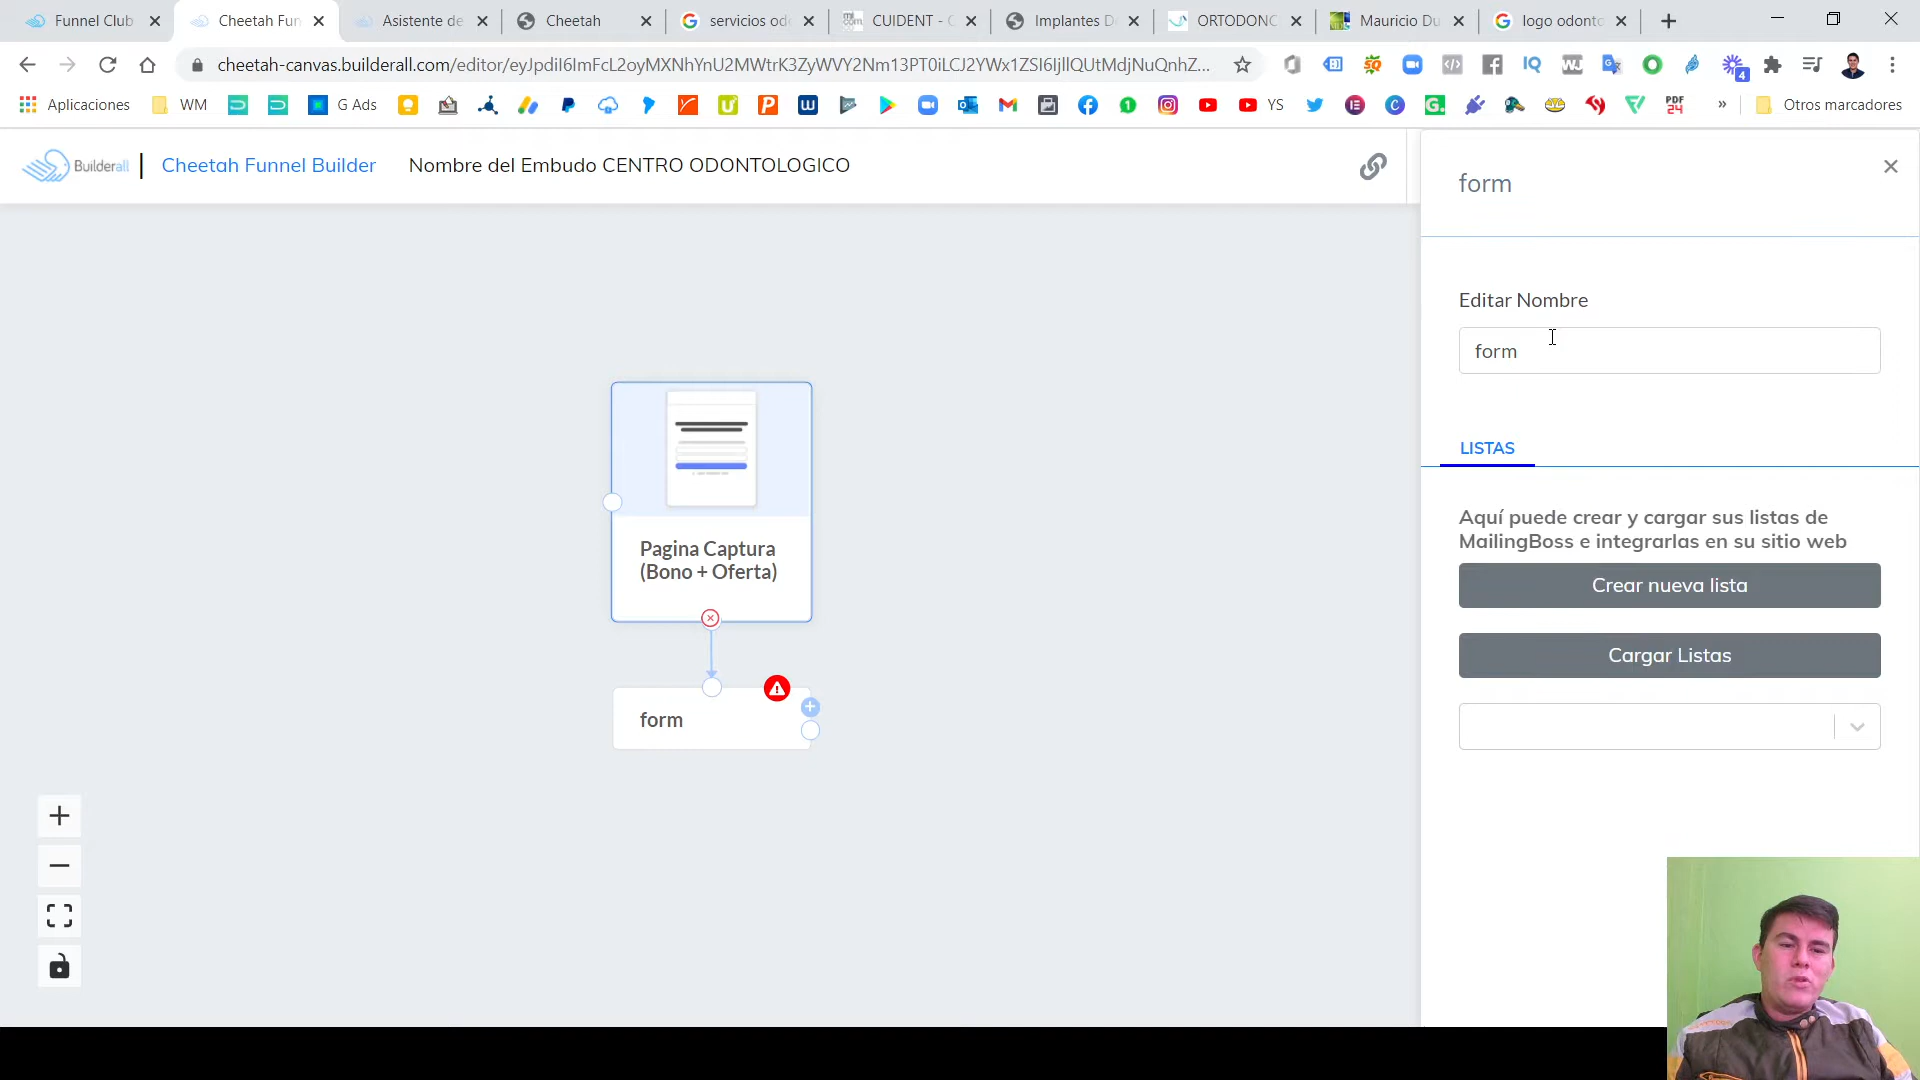 Funnel Club
Cheetah Fun
Asistente de
Cheetah
servicios od
CUIDENT - C
Implantes D
ORTODONC
Mauricio Du
logo odonto
cheetah-canvas.builderall.com/editor/eyJpdiI6ImFcL2oyMXNhYnU2MWtrK3ZyWVY2Nm13PT0iLCJ2YWx1ZSI6IjllQUtMdjNuQnhZ...
Aplicaciones
WM
G Ads
YS
Otros marcadores
Builderall
Cheetah Funnel Builder
Nombre del Embudo CENTRO ODONTOLOGICO
form
Editar Nombre
form
LISTAS
Aquí puede crear y cargar sus listas de
MailingBoss e integrarlas en su sitio web
Crear nueva lista
Cargar Listas
Pagina Captura
(Bono + Oferta)
form